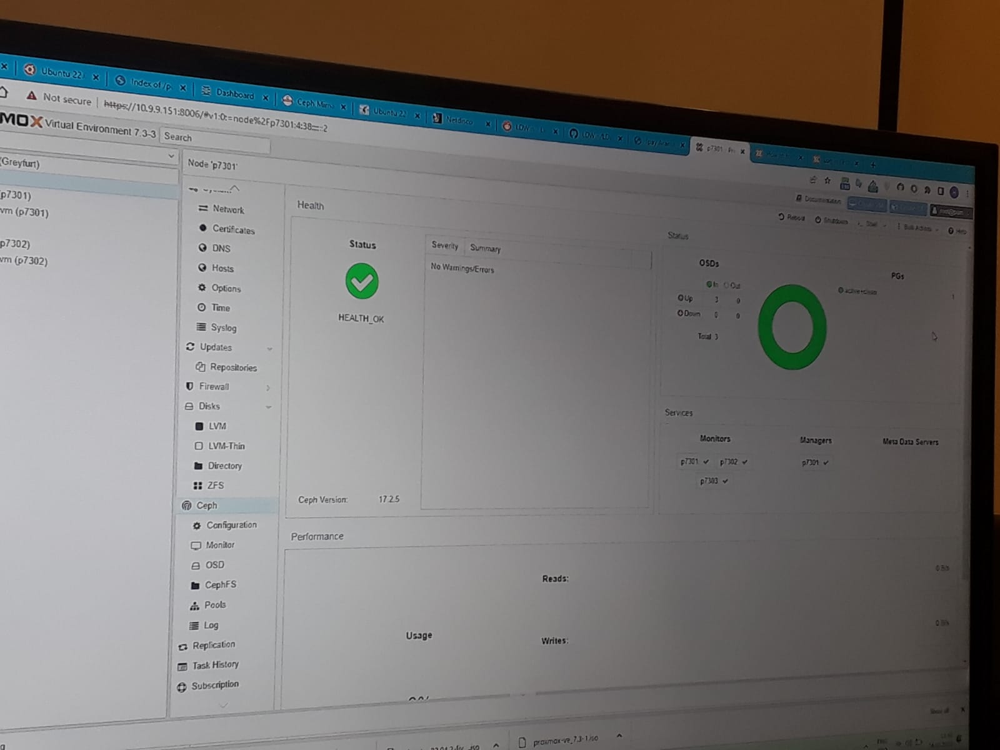 Ubuntu 22.
Index of /p
Dashboard
Ceph Mirro
Ubuntu 22
Netdisco
p7301 - Pr
Not secure
https://10.9.9.151:8006/#v1:0:=node%2Fp7301:4:38:::::2
MOX
Virtual Environment 7.3-3
Search
Documentation
(Greyfurt)
p7301)
vm (p7301)
p7302)
vm (p7302)
Node 'p7301'
Reboot
Shutdown
Shell
Bulk Actions
Help
Network
Certificates
DNS
Hosts
Options
Time
Syslog
Updates
Repositories
Firewall
Disks
LVM
LVM-Thin
Directory
ZFS
Ceph
Configuration
Monitor
OSD
CephFS
Pools
Log
Replication
Task History
Subscription
Health
Status
HEALTH_OK
Severity Summary
No Warnings/Errors
Ceph Version: 17.2.5
Status
OSDs
In Out
Up 3 0
Down 0 0
Total 3
PGs
active+clean 1
Services
Monitors
p7301 p7302
p7303
Managers
p7301
Meta Data Servers
Performance
Usage
Reads:
0 B/s
Writes:
0 B/s
proxmox-ve_7.3-1.iso
Show all